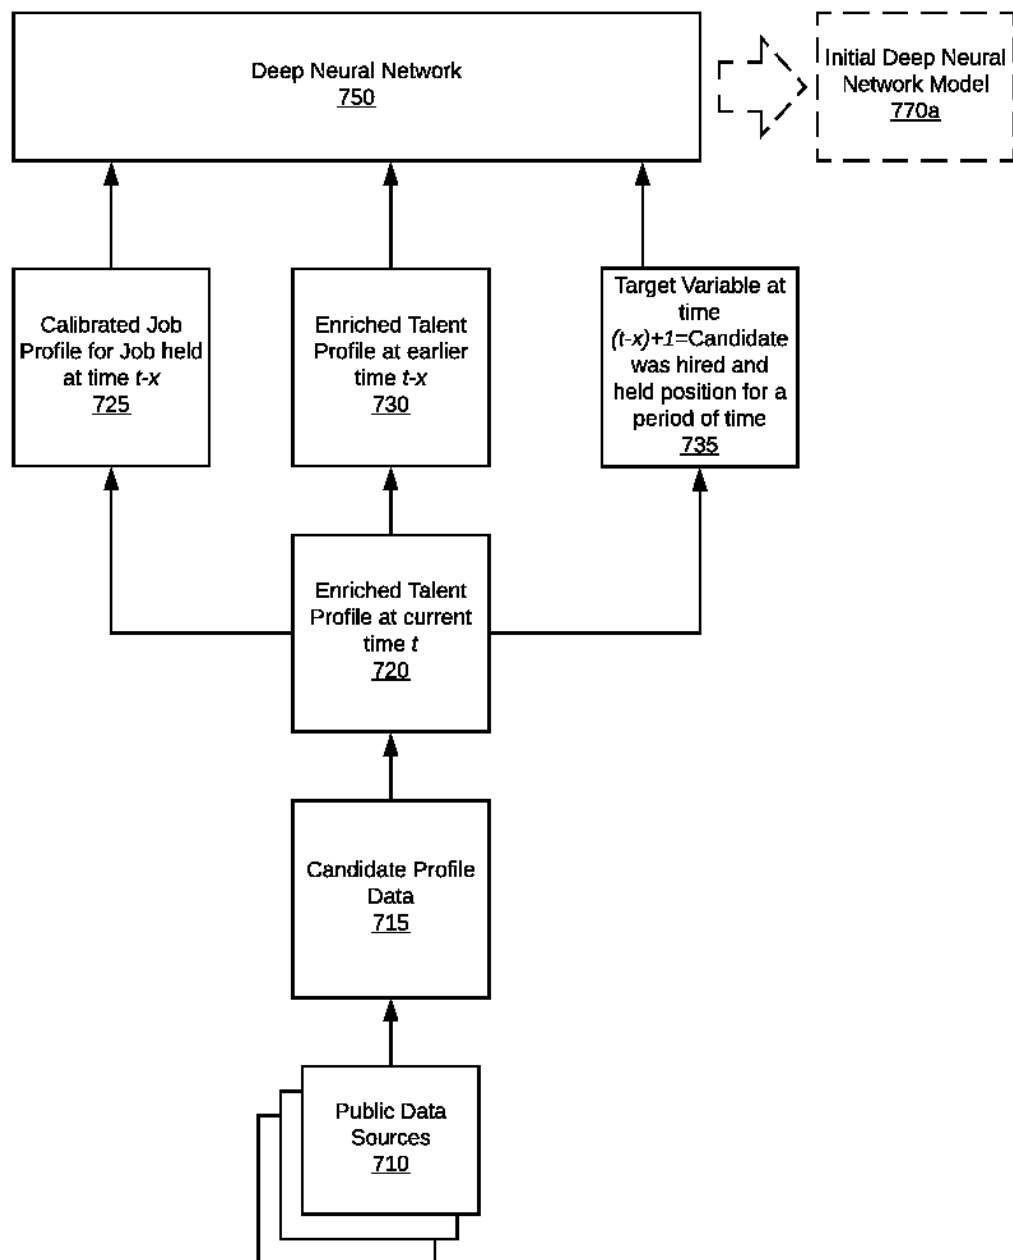 Deep Neural Network
750
Initial Deep Neural
Network Model
770a
Calibrated Job
Profile for Job held
at time t-x
725
Enriched Talent
Profile at earlier
time t-x
730
Target Variable at
time
(t-x)+1=Candidate
was hired and
held position for a
period of time
735
Enriched Talent
Profile at current
time t
720
Candidate Profile
Data
715
Public Data
Sources
710